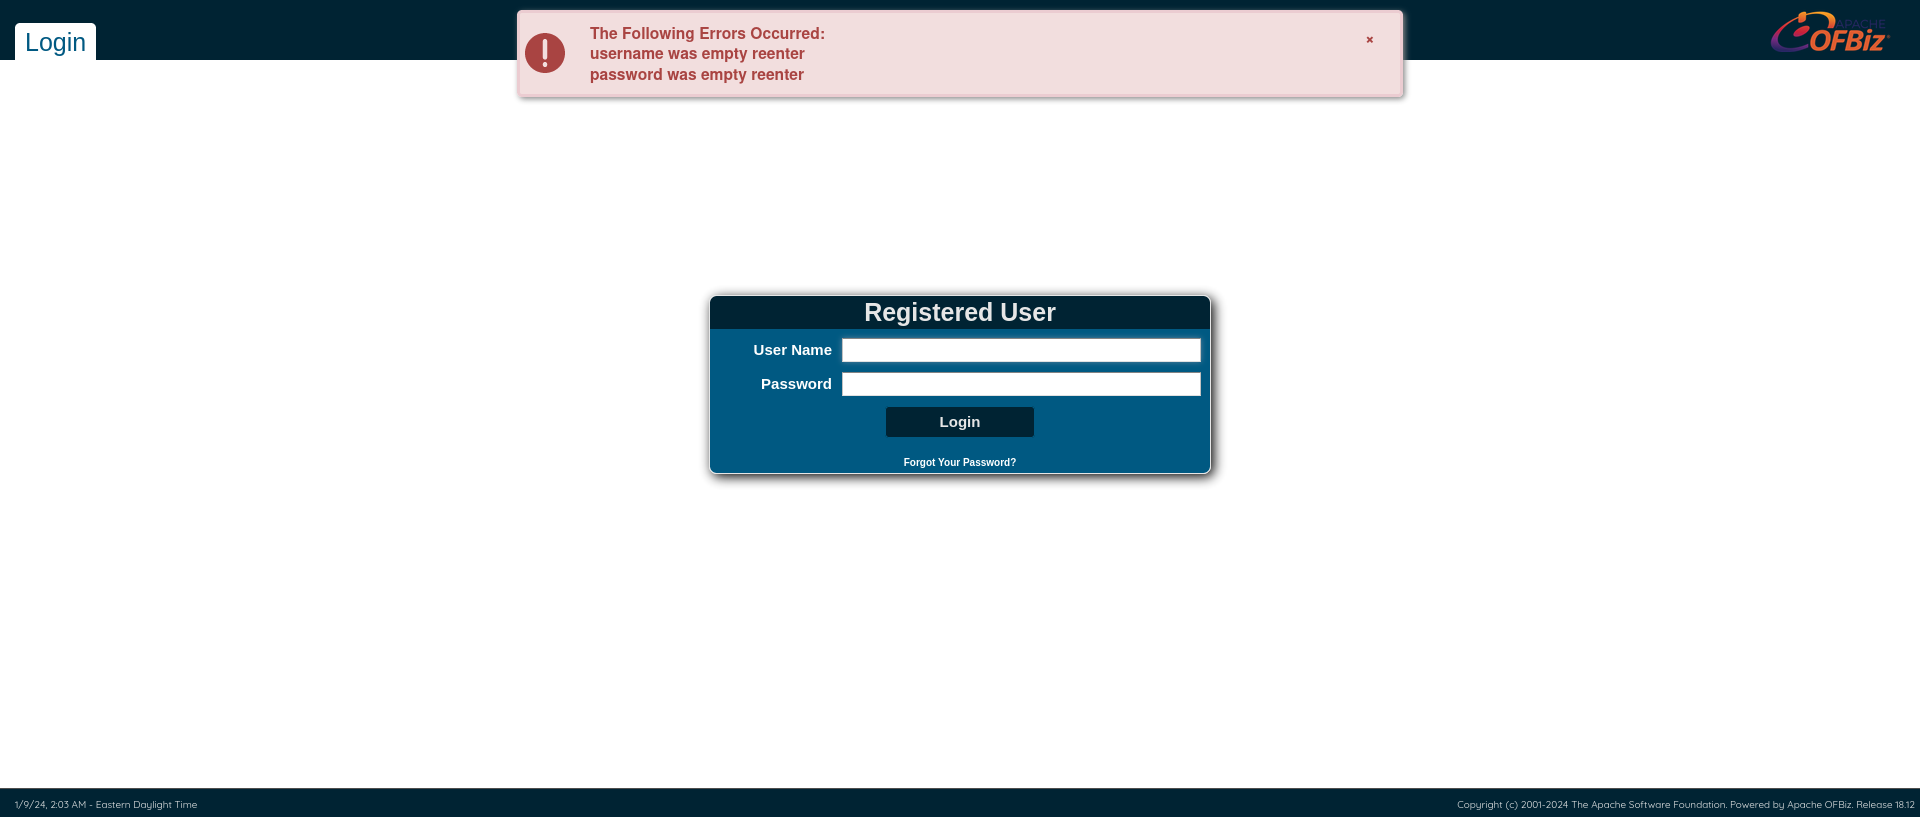 Login
The Following Errors Occurred:
username was empty reenter
password was empty reenter
×
APACHE
OFBiz
Registered User
User Name
Password
Login
Forgot Your Password?
1/9/24, 2:03 AM - Eastern Daylight Time
Copyright (c) 2001-2024 The Apache Software Foundation. Powered by Apache OFBiz. Release 18.12